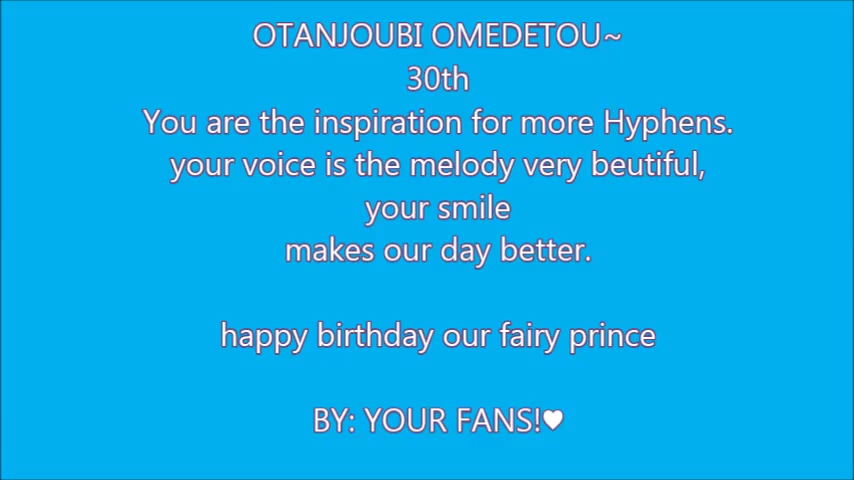 OTANJOUBI OMEDETOU~
30th
You are the inspiration for more Hyphens.
your voice is the melody very beutiful,
your smile
makes our day better.
happy birthday our fairy prince
BY: YOUR FANS!♥